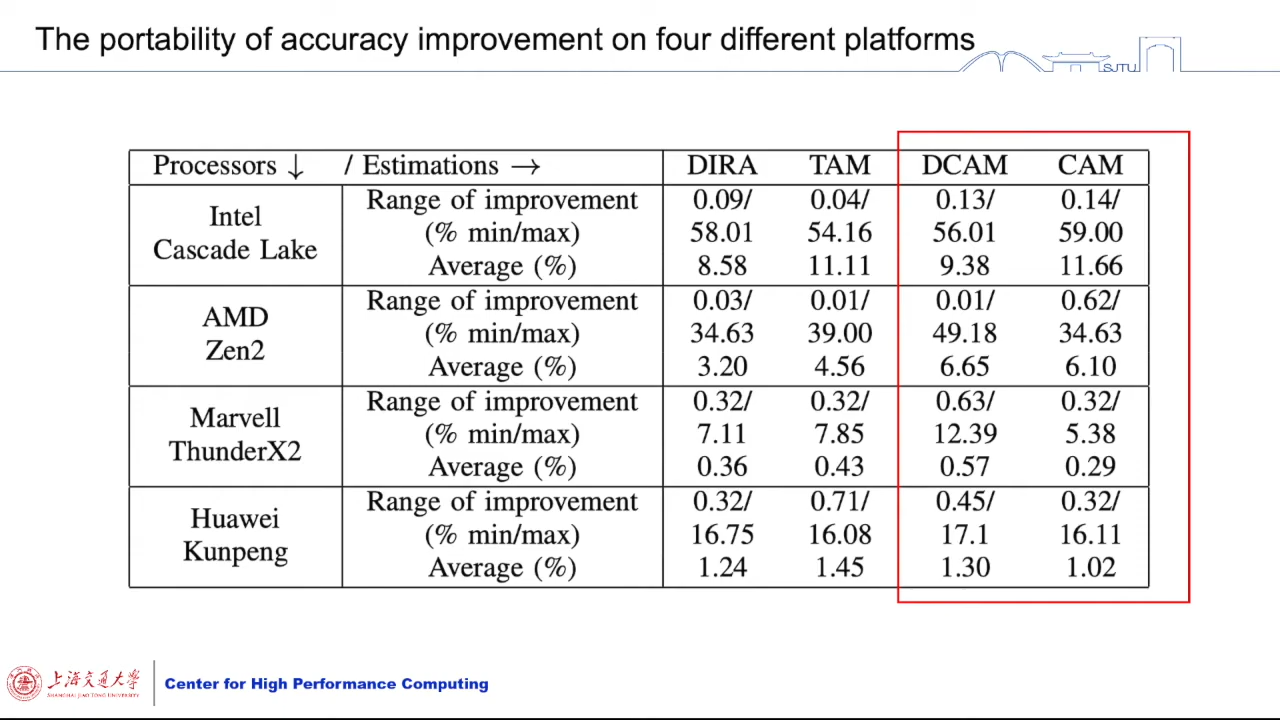 The portability of accuracy improvement on four different platforms
SJTU
Processors ↓ / Estimations → DIRA TAM DCAM CAM
Intel Cascade Lake
Range of improvement 0.09/ 0.04/ 0.13/ 0.14/
(% min/max) 58.01 54.16 56.01 59.00
Average (%) 8.58 11.11 9.38 11.66
AMD Zen2
Range of improvement 0.03/ 0.01/ 0.01/ 0.62/
(% min/max) 34.63 39.00 49.18 34.63
Average (%) 3.20 4.56 6.65 6.10
Marvell ThunderX2
Range of improvement 0.32/ 0.32/ 0.63/ 0.32/
(% min/max) 7.11 7.85 12.39 5.38
Average (%) 0.36 0.43 0.57 0.29
Huawei Kunpeng
Range of improvement 0.32/ 0.71/ 0.45/ 0.32/
(% min/max) 16.75 16.08 17.1 16.11
Average (%) 1.24 1.45 1.30 1.02
上海交通大学
SHANGHAI JIAO TONG UNIVERSITY
Center for High Performance Computing